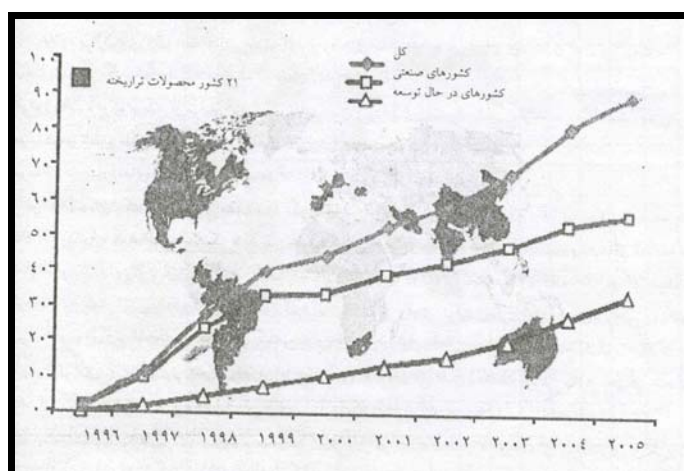 کل
کشورهای صنعتی
کشورهای در حال توسعه
۲۱ کشور محصولات تراریخت
۱۰۰
۹۰
۸۰
۷۰
۶۰
۵۰
۴۰
۳۰
۲۰
۱۰
۰
۱۹۹۶ ۱۹۹۷ ۱۹۹۸ ۱۹۹۹ ۲۰۰۰ ۲۰۰۱ ۲۰۰۲ ۲۰۰۳ ۲۰۰۴ ۲۰۰۵